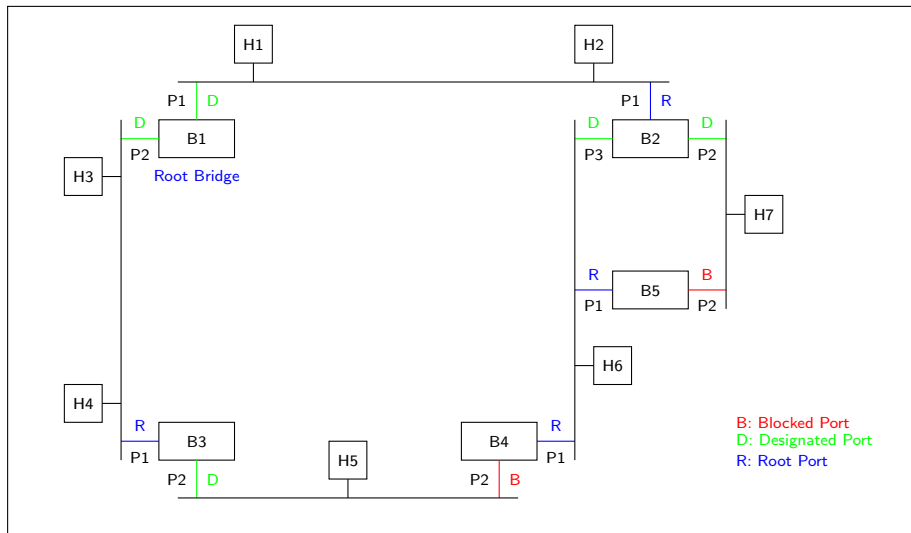 H1
H2
P1 D
P1 R
D
B1
D
B2
D
P2
P3
P2
H3
Root Bridge
H7
R
B5
B
P1
P2
H6
H4
R
B3
B4
R
B: Blocked Port
D: Designated Port
R: Root Port
P1
H5
P1
P2 D
P2 B